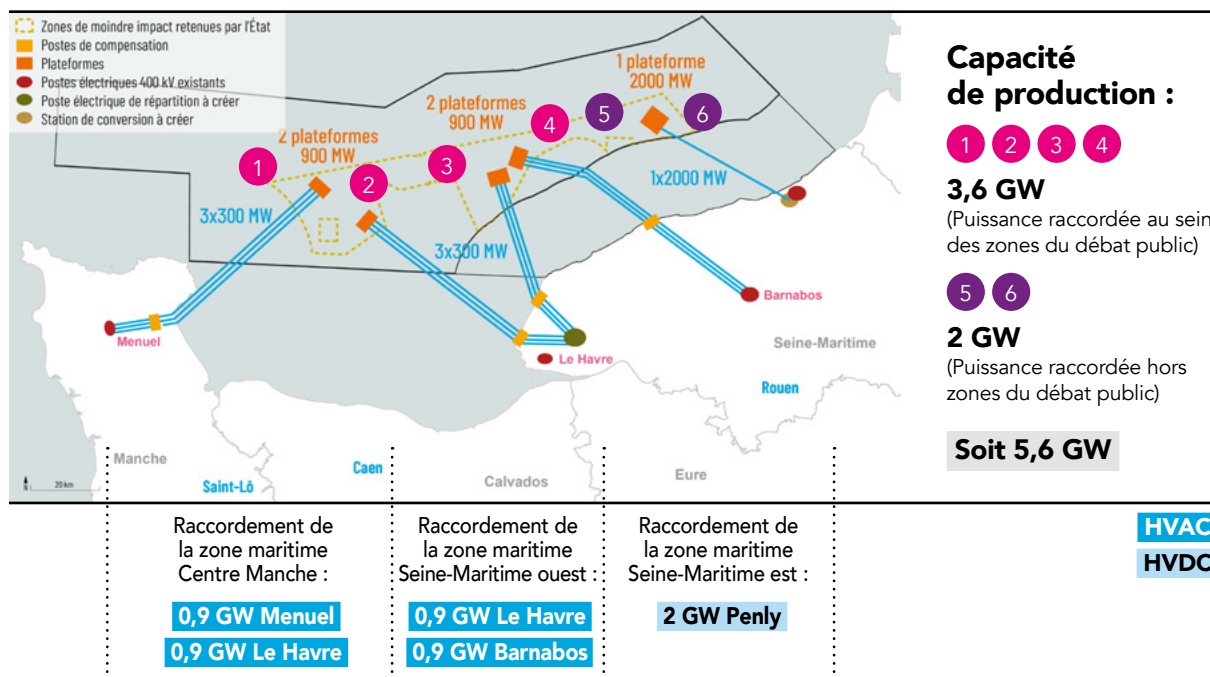 Zones de moindre impact retenues par l'État
Postes de compensation
Plateformes
Postes électriques 400 kV existants
Poste électrique de répartition à créer
Station de conversion à créer
1 plateforme
2000 MW
2 plateformes
900 MW
2 plateformes
900 MW
1
2
3
4
5
6
3x300 MW
3x300 MW
1x2000 MW
Menuel
Le Havre
Barnabos
Seine-Maritime
Rouen
Manche
Saint-Lô
Caen
Calvados
Eure
N
20 km
Capacité
de production :
1 2 3 4
3,6 GW
(Puissance raccordée au sein
des zones du débat public)
5 6
2 GW
(Puissance raccordée hors
zones du débat public)
Soit 5,6 GW
Raccordement de
la zone maritime
Centre Manche :
0,9 GW Menuel
0,9 GW Le Havre
Raccordement de
la zone maritime
Seine-Maritime ouest :
0,9 GW Le Havre
0,9 GW Barnabos
Raccordement de
la zone maritime
Seine-Maritime est :
2 GW Penly
HVAC
HVDC